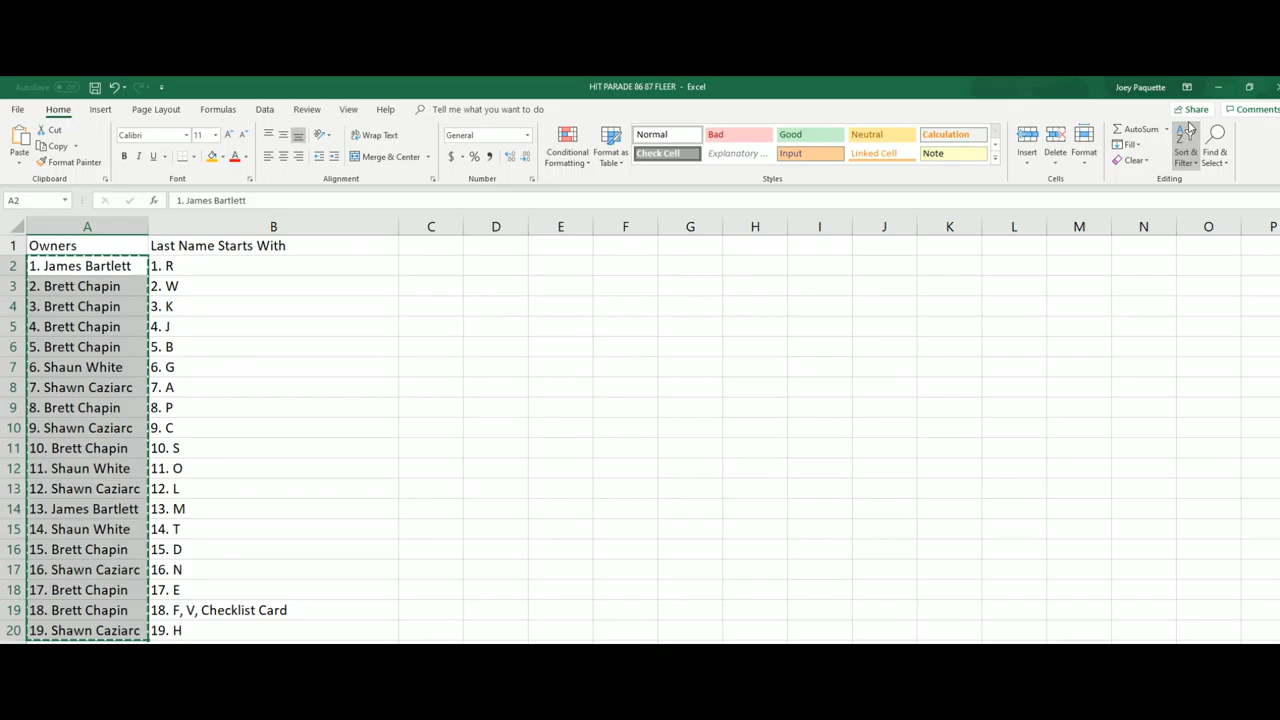 AutoSave Off HIT PARADE 86 87 FLEER - Excel Joey Paquette
File Home Insert Page Layout Formulas Data Review View Help Tell me what you want to do Share Comments
Cut
Copy
Format Painter
Paste
Clipboard
Calibri 11
B I U
Font
Wrap Text
Merge & Center
Alignment
General
$ % ,
Number
Conditional Formatting
Format as Table
Normal Bad Good Neutral Calculation
Check Cell Explanatory ... Input Linked Cell Note
Styles
Insert Delete Format
Cells
AutoSum
Fill
Clear
Sort & Filter
Find & Select
Editing
A2 fx 1. James Bartlett
A B C D E F G H I J K L M N O P
1 Owners Last Name Starts With
2 1. James Bartlett 1. R
3 2. Brett Chapin 2. W
4 3. Brett Chapin 3. K
5 4. Brett Chapin 4. J
6 5. Brett Chapin 5. B
7 6. Shaun White 6. G
8 7. Shawn Caziarc 7. A
9 8. Brett Chapin 8. P
10 9. Shawn Caziarc 9. C
11 10. Brett Chapin 10. S
12 11. Shaun White 11. O
13 12. Shawn Caziarc 12. L
14 13. James Bartlett 13. M
15 14. Shaun White 14. T
16 15. Brett Chapin 15. D
17 16. Shawn Caziarc 16. N
18 17. Brett Chapin 17. E
19 18. Brett Chapin 18. F, V, Checklist Card
20 19. Shawn Caziarc 19. H